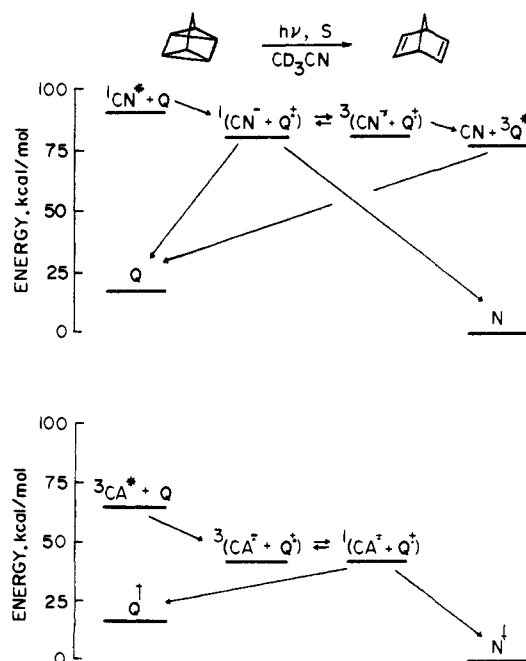 hν, S
CD₃CN
ENERGY, kcal/mol
100
75
50
25
0
¹CN* + Q
¹(CN⁻ + Q⁺) ⇄ ³(CN⁻ + Q⁺)
CN + ³Q*
Q
N
ENERGY, kcal/mol
100
75
50
25
0
³CA* + Q
³(CA⁻ + Q⁺) ⇄ ¹(CA⁻ + Q⁺)
Q↑
N↓